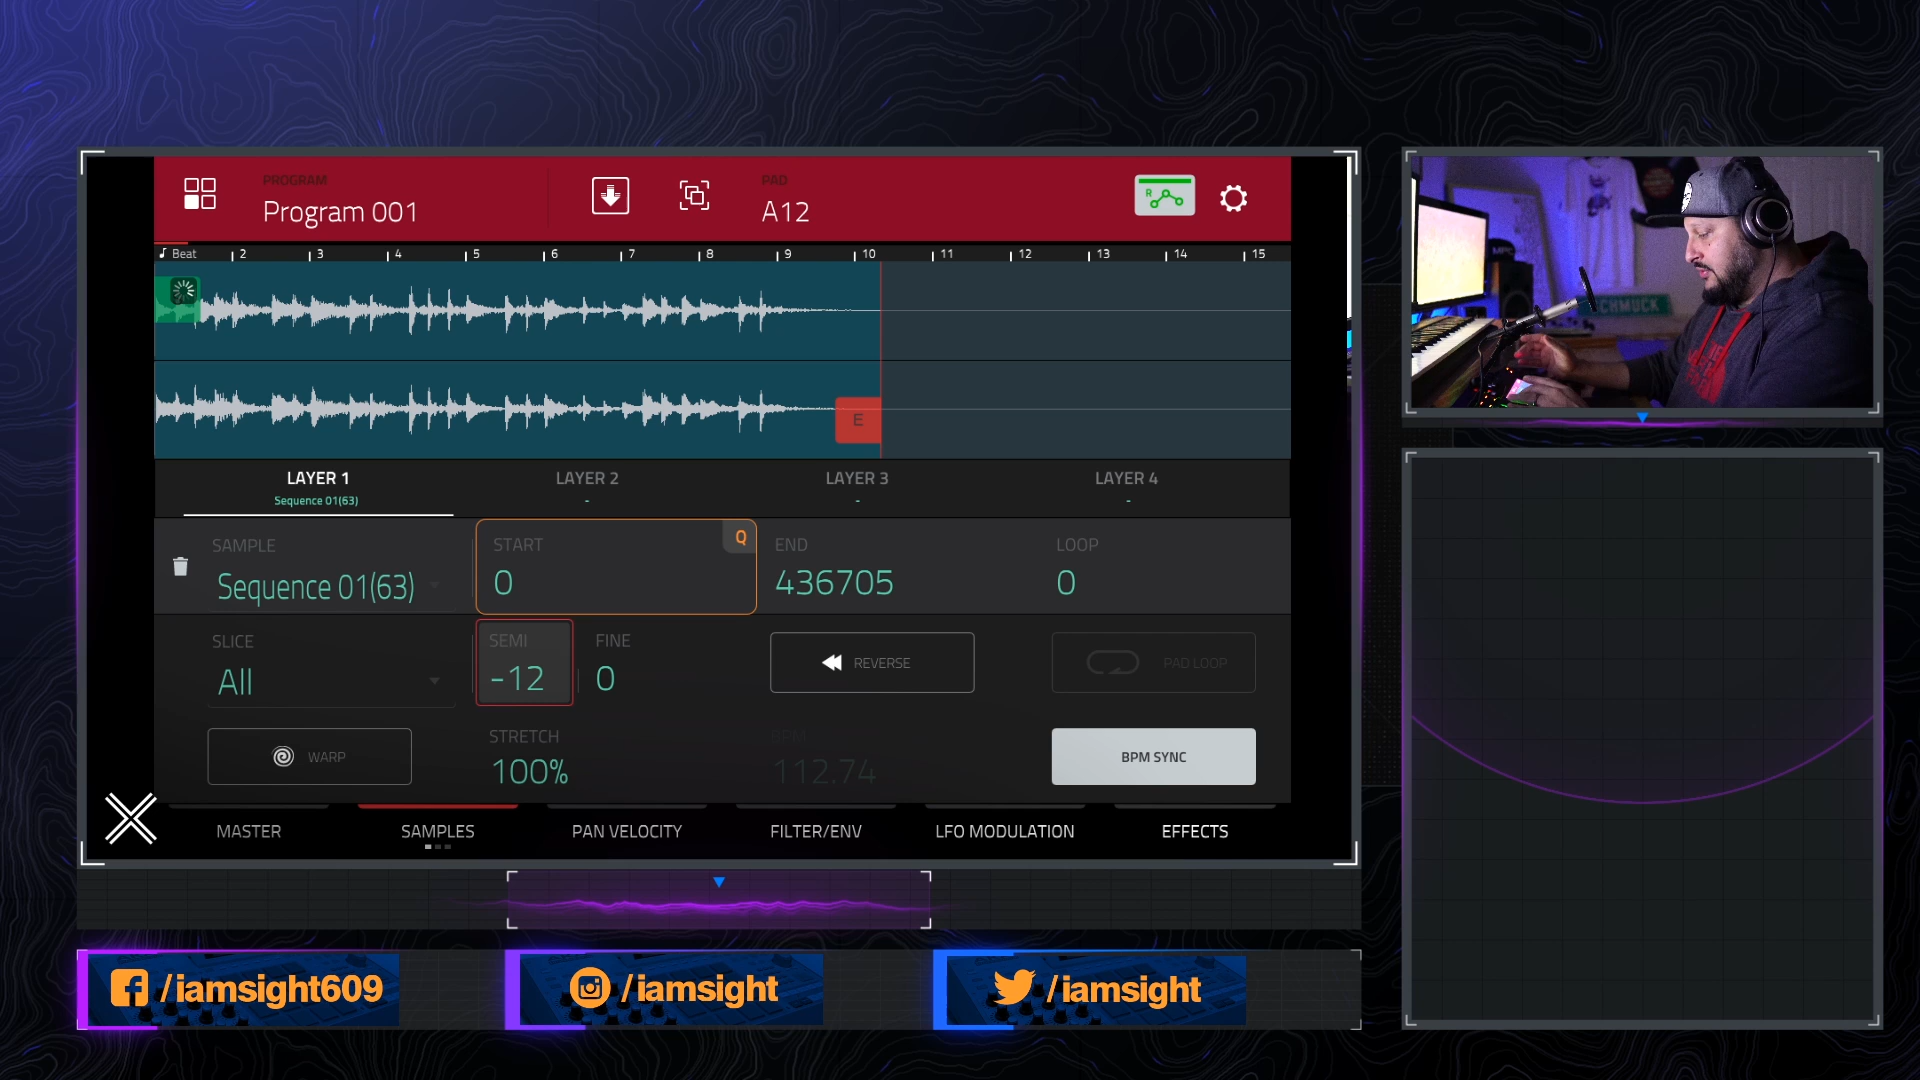 PROGRAM
Program 001
PAD
A12
R
Beat 2 3 4 5 6 7 8 9 10 11 12 13 14 15
E
LAYER 1
Sequence 01(63)
LAYER 2
-
LAYER 3
-
LAYER 4
-
SAMPLE
Sequence 01(63)
START
Q
0
END
436705
LOOP
0
SLICE
All
SEMI
-12
FINE
0
REVERSE
PAD LOOP
WARP
STRETCH
100%
BPM
112.74
BPM SYNC
MASTER
SAMPLES
PAN VELOCITY
FILTER/ENV
LFO MODULATION
EFFECTS
/iamsight609
/iamsight
/iamsight
MPC
CHMUCK